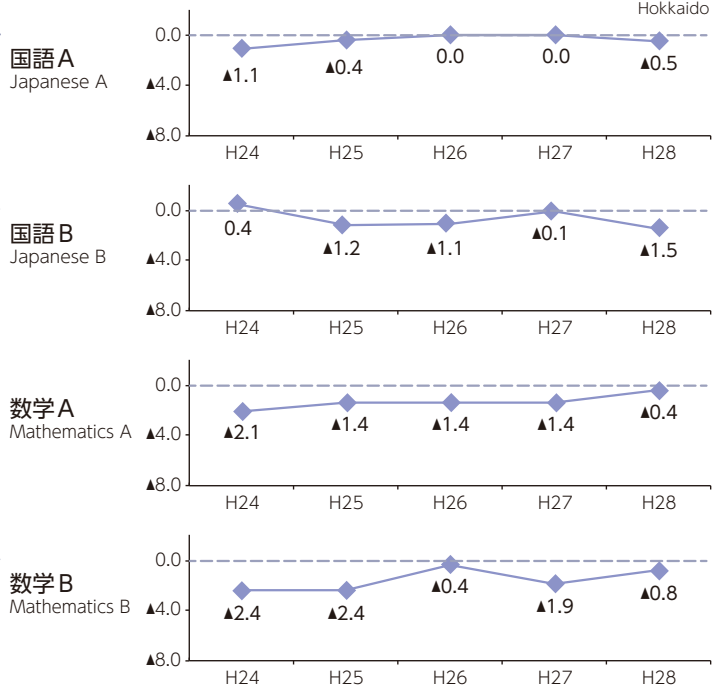 Hokkaido
国語A
Japanese A
0.0
▲4.0
▲8.0
▲1.1
▲0.4
0.0
0.0
▲0.5
H24 H25 H26 H27 H28
国語B
Japanese B
0.0
▲4.0
▲8.0
0.4
▲1.2
▲1.1
▲0.1
▲1.5
H24 H25 H26 H27 H28
数学A
Mathematics A
0.0
▲4.0
▲8.0
▲2.1
▲1.4
▲1.4
▲1.4
▲0.4
H24 H25 H26 H27 H28
数学B
Mathematics B
0.0
▲4.0
▲8.0
▲2.4
▲2.4
▲0.4
▲1.9
▲0.8
H24 H25 H26 H27 H28